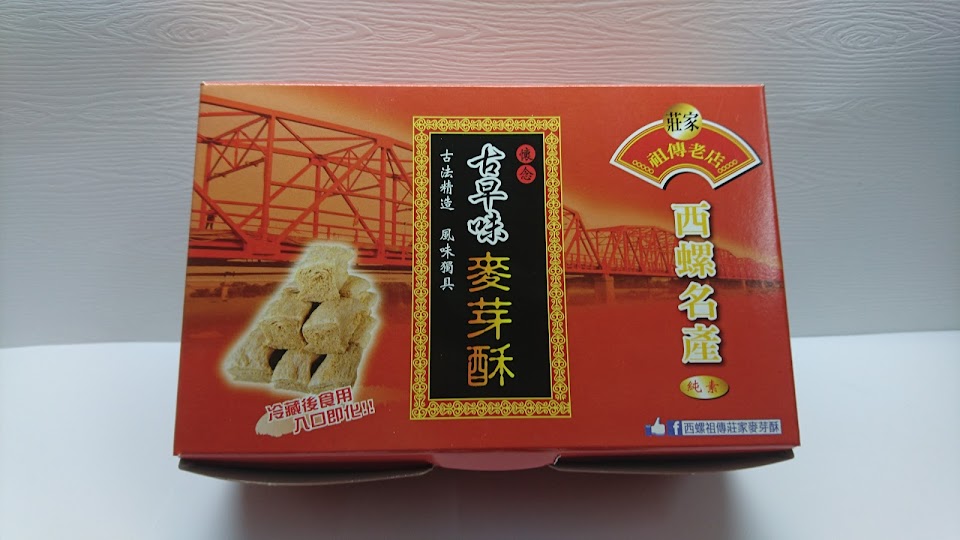 莊家
祖傳老店
西螺名產
純素
懷念
古早味
麥芽酥
古法精造 風味獨具
冷藏後食用
入口即化!!
f 西螺祖傳莊家麥芽酥